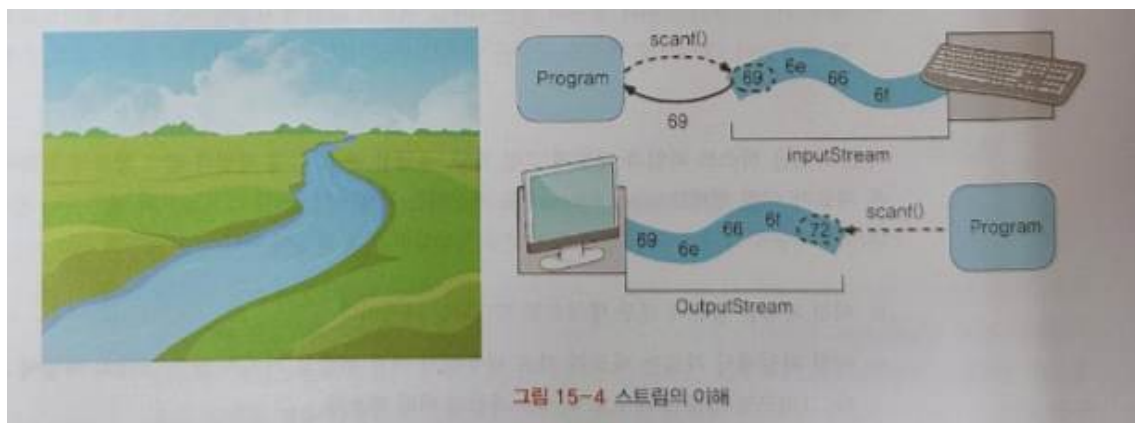 scanf()
Program
69
6e
66
6f
69
inputStream
69
6e
66
6f
72
scanf()
Program
OutputStream
그림 15-4 스트림의 이해